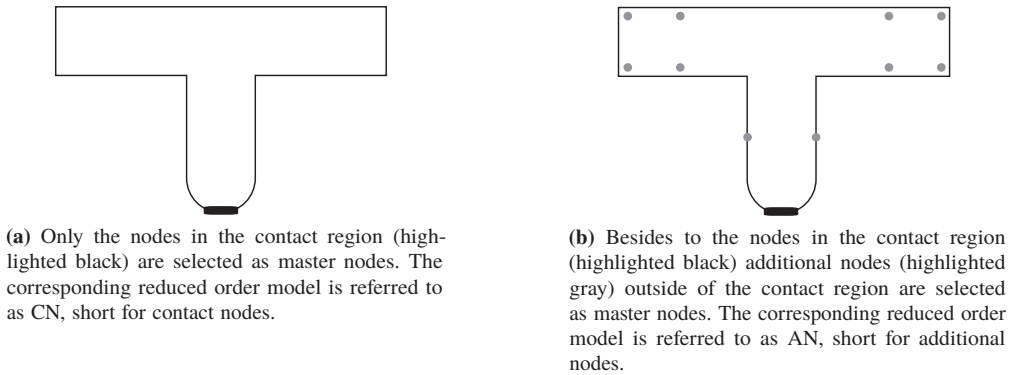 (a) Only the nodes in the contact region (high-
lighted black) are selected as master nodes. The
corresponding reduced order model is referred to
as CN, short for contact nodes.
(b) Besides to the nodes in the contact region
(highlighted black) additional nodes (highlighted
gray) outside of the contact region are selected
as master nodes. The corresponding reduced order
model is referred to as AN, short for additional
nodes.